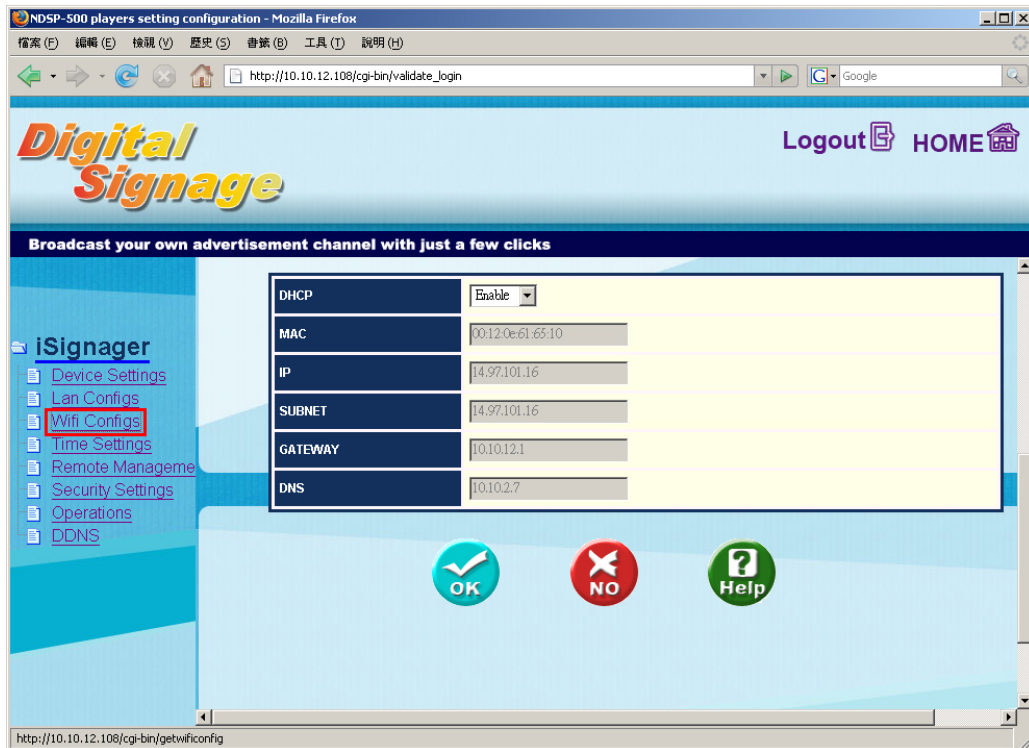 NDSP-500 players setting configuration - Mozilla Firefox
檔案(F) 編輯(E) 檢視(V) 歷史(S) 書籤(B) 工具(T) 說明(H)
http://10.10.12.108/cgi-bin/validate_login
G Google
Digital
Signage
Logout HOME
Broadcast your own advertisement channel with just a few clicks
iSignager
Device Settings
Lan Configs
Wifi Configs
Time Settings
Remote Manageme
Security Settings
Operations
DDNS
DHCP Enable
MAC 00:12:0e:61:65:10
IP 14.97.101.16
SUBNET 14.97.101.16
GATEWAY 10.10.12.1
DNS 10.10.2.7
OK NO ? Help
http://10.10.12.108/cgi-bin/getwificonfig